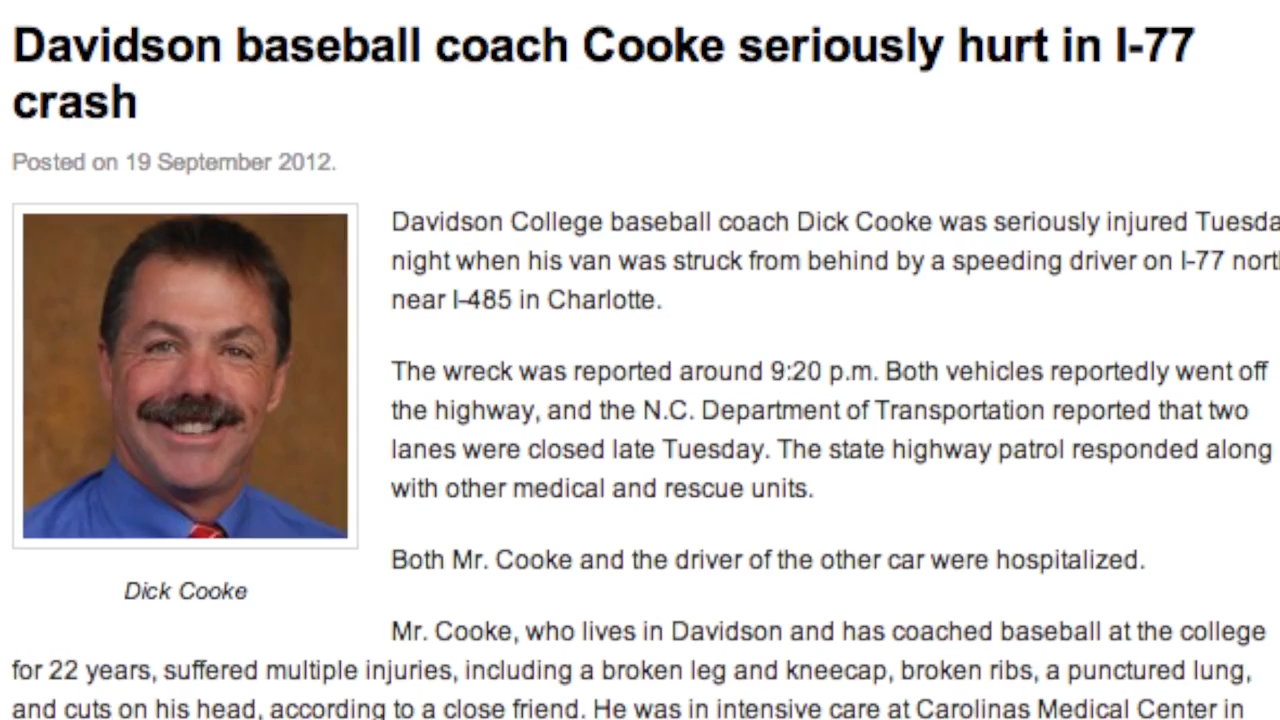 Davidson baseball coach Cooke seriously hurt in I-77
crash
Posted on 19 September 2012.
Davidson College baseball coach Dick Cooke was seriously injured Tuesda
night when his van was struck from behind by a speeding driver on I-77 nort
near I-485 in Charlotte.
The wreck was reported around 9:20 p.m. Both vehicles reportedly went off
the highway, and the N.C. Department of Transportation reported that two
lanes were closed late Tuesday. The state highway patrol responded along
with other medical and rescue units.
Both Mr. Cooke and the driver of the other car were hospitalized.
Dick Cooke
Mr. Cooke, who lives in Davidson and has coached baseball at the college
for 22 years, suffered multiple injuries, including a broken leg and kneecap, broken ribs, a punctured lung,
and cuts on his head, according to a close friend. He was in intensive care at Carolinas Medical Center in